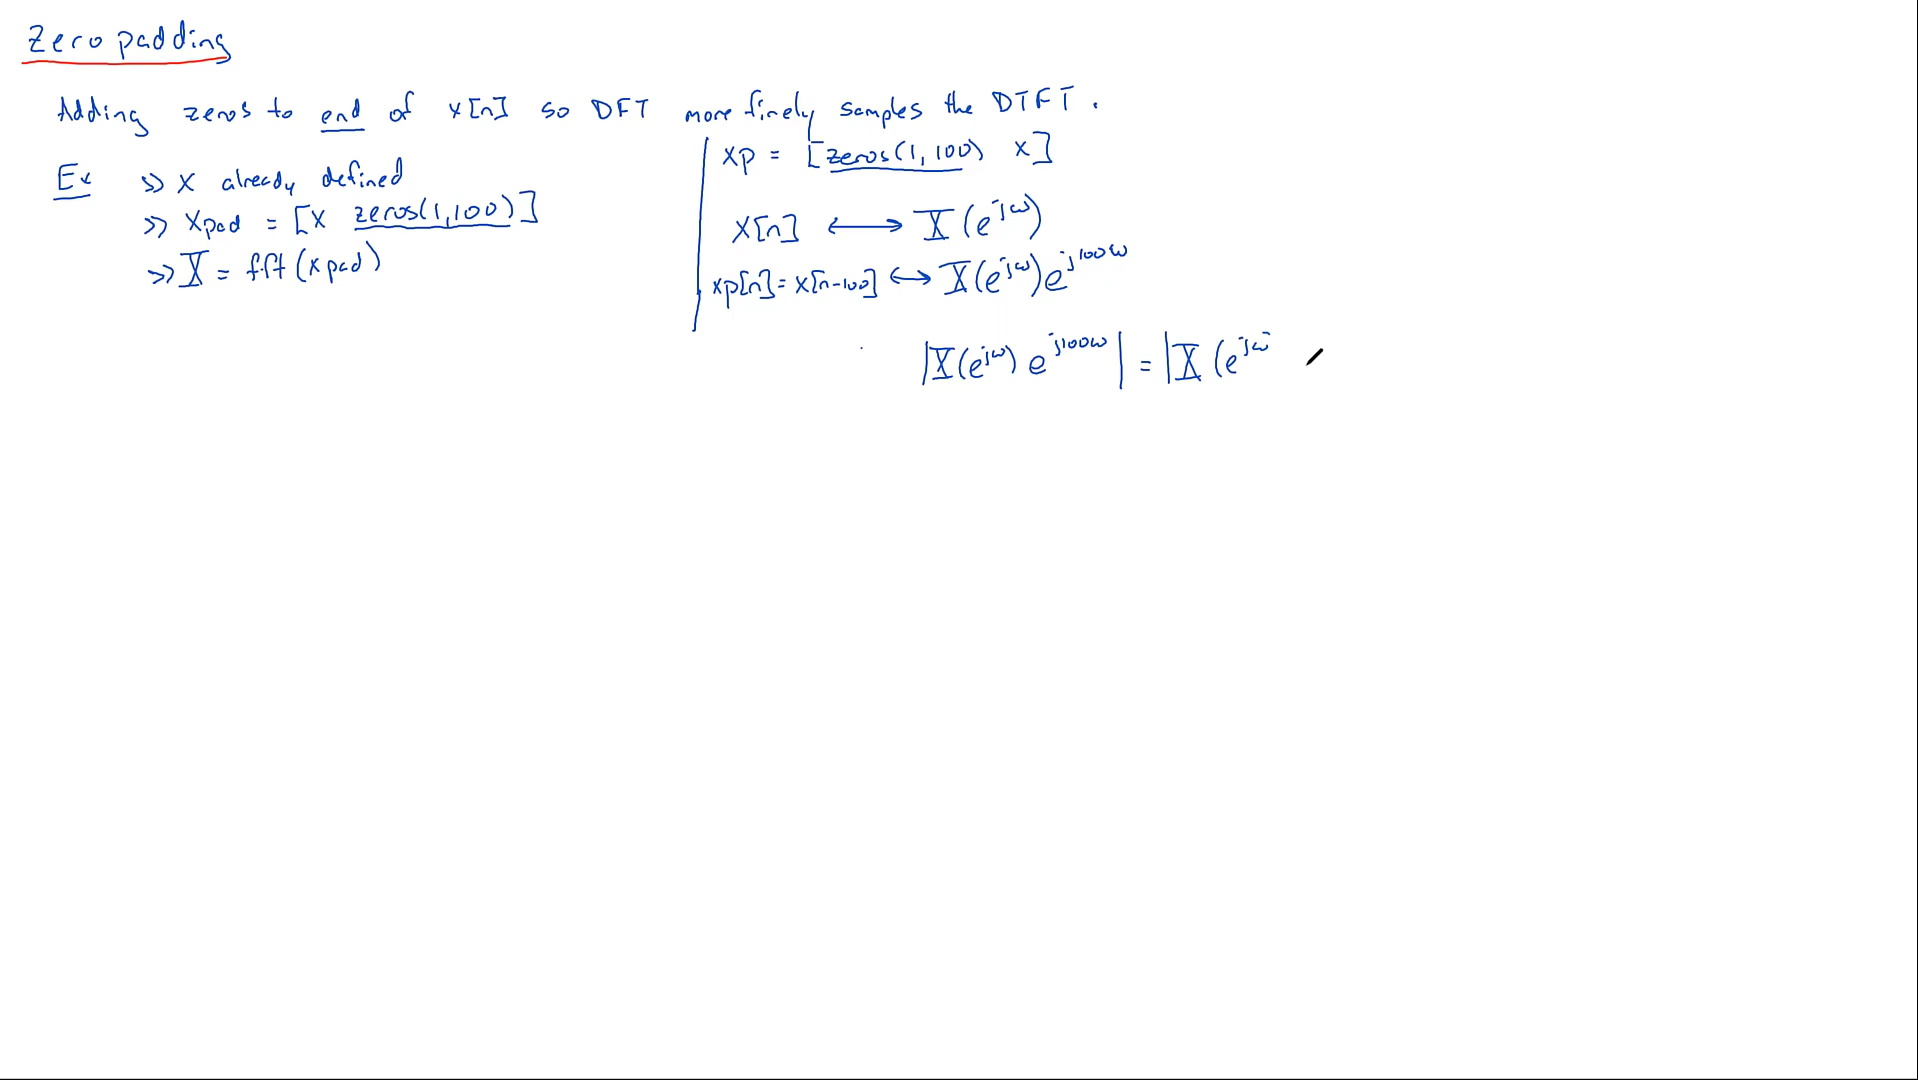 Zero padding
Adding zeros to end of x[n] so DFT more finely samples the DTFT.
Ex >> x already defined
>> xpad = [x zeros(1,100)]
>> X = fft(xpad)
xp = [zeros(1,100) x]
x[n] ⟷ X(e^{jω})
xp[n] = x[n-100] ⟷ X(e^{jω})e^{j100ω}
|X(e^{jω}) e^{j100ω}| = |X(e^{jω}